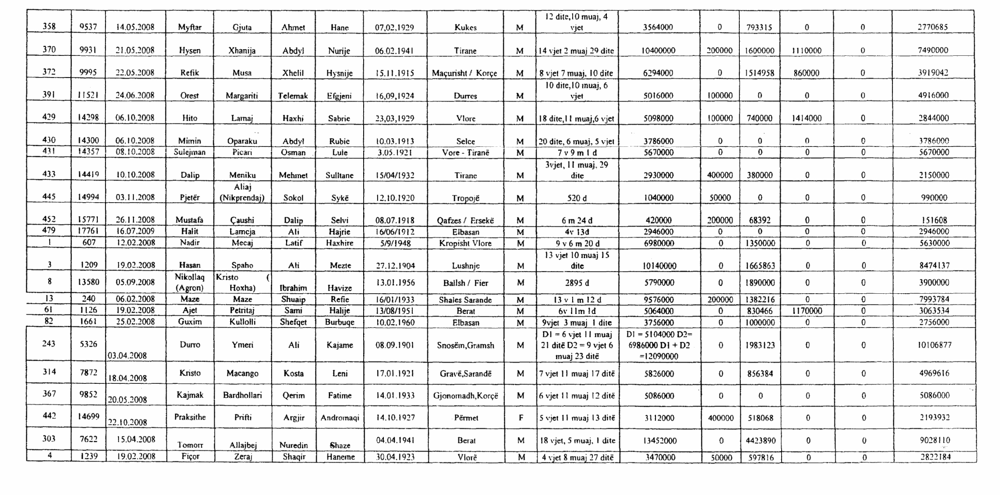 358 9537 14.05.2008 Myftar Gjuta Ahmet Hane 07,02,1929 Kukes M 12 dite,10 muaj, 4 vjet 3564000 0 793315 0 0 2770685
370 9931 21.05.2008 Hysen Xhanija Abdyl Nurije 06.02.1941 Tirane M 14 vjet 2 muaj 29 dite 10400000 200000 1600000 1110000 0 7490000
372 9995 22.05.2008 Refik Musa Xhelil Hysnije 15.11.1915 Maçurisht / Korçe M 8 vjet 7 muaj, 10 dite 6294000 0 1514958 860000 0 3919042
391 11521 24.06.2008 Orest Margariti Telemak Efgjeni 16,09,1924 Durres M 10 dite,10 muaj, 6 vjet 5016000 100000 0 0 0 4916000
429 14298 06.10.2008 Hito Lamaj Haxhi Sabrie 23,03,1929 Vlore M 18 dite,11 muaj,6 vjet 5098000 100000 740000 1414000 0 2844000
430 14300 06.10.2008 Mimin Oparaku Abdyl Rubie 10.03.1913 Selce M 20 dite, 6 muaj, 5 vjet 3786000 0 0 0 0 3786000
431 14357 08.10.2008 Sulejman Picari Osman Lule 3.05.1921 Vore - Tiranë M 7 v 9 m 1 d 5670000 0 0 0 0 5670000
433 14419 10.10.2008 Dalip Meniku Mehmet Sulltane 15/04/1932 Tirane M 3vjet, 11 muaj, 29 dite 2930000 400000 380000 0 0 2150000
445 14994 03.11.2008 Pjetër Aliaj (Nikprendaj) Sokol Sykë 12.10.1920 Tropojë M 520 d 1040000 50000 0 0 0 990000
452 15771 26.11.2008 Mustafa Çaushi Dalip Selvi 08.07.1918 Qafzes / Ersekë M 6 m 24 d 420000 200000 68392 0 0 151608
479 17761 16.07.2009 Halit Lamcja Ali Hajrie 16/06/1912 Elbasan M 4v 13d 2946000 0 0 0 0 2946000
1 607 12.02.2008 Nadir Mecaj Latif Haxhire 5/9/1948 Kropisht Vlore M 9 v 6 m 20 d 6980000 0 1350000 0 0 5630000
3 1209 19.02.2008 Hasan Spaho Ali Mezte 27.12.1904 Lushnje M 13 vjet 10 muaj 15 dite 10140000 0 1665863 0 0 8474137
8 13580 05.09.2008 Nikollaq (Agron) Kristo ( Hoxha) Ibrahim Havize 13.01.1956 Ballsh / Fier M 2895 d 5790000 0 1890000 0 0 3900000
13 240 06.02.2008 Maze Maze Shuaip Refie 16/01/1933 Shales Sarande M 13 v 1 m 12 d 9576000 200000 1382216 0 0 7993784
61 1126 19.02.2008 Ajet Petritaj Sami Halije 13/08/1951 Berat M 6v 11m 1d 5064000 0 830466 1170000 0 3063534
82 1661 25.02.2008 Guxim Kullolli Shefqet Burbuqe 10.02.1960 Elbasan M 9vjet 3 muaj 1 dite 3756000 0 1000000 0 0 2756000
243 5326 03.04.2008 Durro Ymeri Ali Kajame 08.09.1901 Snosëm,Gramsh M D1 = 6 vjet 11 muaj 21 ditë D2 = 9 vjet 6 muaj 23 ditë D1 = 5104000 D2= 6986000 D1 + D2 =12090000 0 1983123 0 0 10106877
314 7872 18.04.2008 Kristo Macango Kosta Leni 17.01.1921 Gravë,Sarandë M 7 vjet 11 muaj 17 ditë 5826000 0 856384 0 0 4969616
367 9852 20.05.2008 Kajmak Bardhollari Qerim Fatime 14.01.1933 Gjonomadh,Korçë M 6 vjet 11 muaj 12 ditë 5086000 0 0 0 0 5086000
442 14699 22.10.2008 Praksithe Prifti Argjir Andromaqi 14.10.1927 Përmet F 5 vjet 11 muaj 13 ditë 3112000 400000 518068 0 0 2193932
303 7622 15.04.2008 Tomorr Allajbej Nuredin Shaze 04.04.1941 Berat M 18 vjet, 5 muaj, 1 dite 13452000 0 4423890 0 0 9028110
4 1239 19.02.2008 Fiçor Zeraj Shaqir Haneme 30.04.1923 Vlorë M 4 vjet 8 muaj 27 ditë 3470000 50000 597816 0 0 2822184